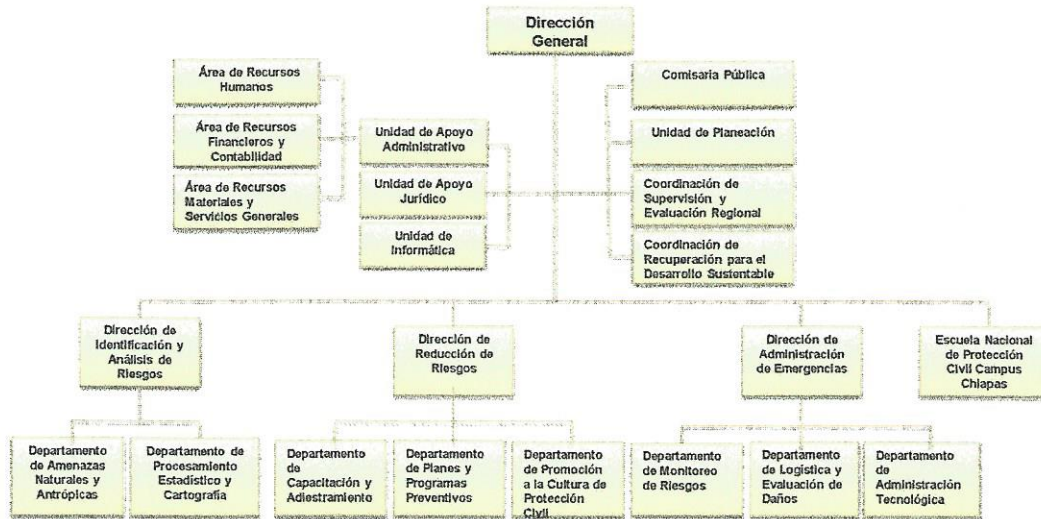 Dirección
General
Área de Recursos
Humanos
Área de Recursos
Financieros y
Contabilidad
Área de Recursos
Materiales y
Servicios Generales
Unidad de Apoyo
Administrativo
Unidad de Apoyo
Jurídico
Unidad de
Informática
Comisaria Pública
Unidad de Planeación
Coordinación de
Supervisión y
Evaluación Regional
Coordinación de
Recuperación para el
Desarrollo Sustentable
Dirección de
Identificación y
Análisis de
Riesgos
Dirección de
Reducción de
Riesgos
Dirección de
Administración
de Emergencias
Escuela Nacional
de Protección
Civil Campus
Chiapas
Departamento
de Amenazas
Naturales y
Antrópicas
Departamento de
Procesamiento
Estadístico y
Cartografía
Departamento
de
Capacitación y
Adiestramiento
Departamento
de Planes y
Programas
Preventivos
Departamento
de Promoción
a la Cultura de
Protección
Civil
Departamento
de Monitoreo
de Riesgos
Departamento
de Logística y
Evaluación de
Daños
Departamento
de
Administración
Tecnológica